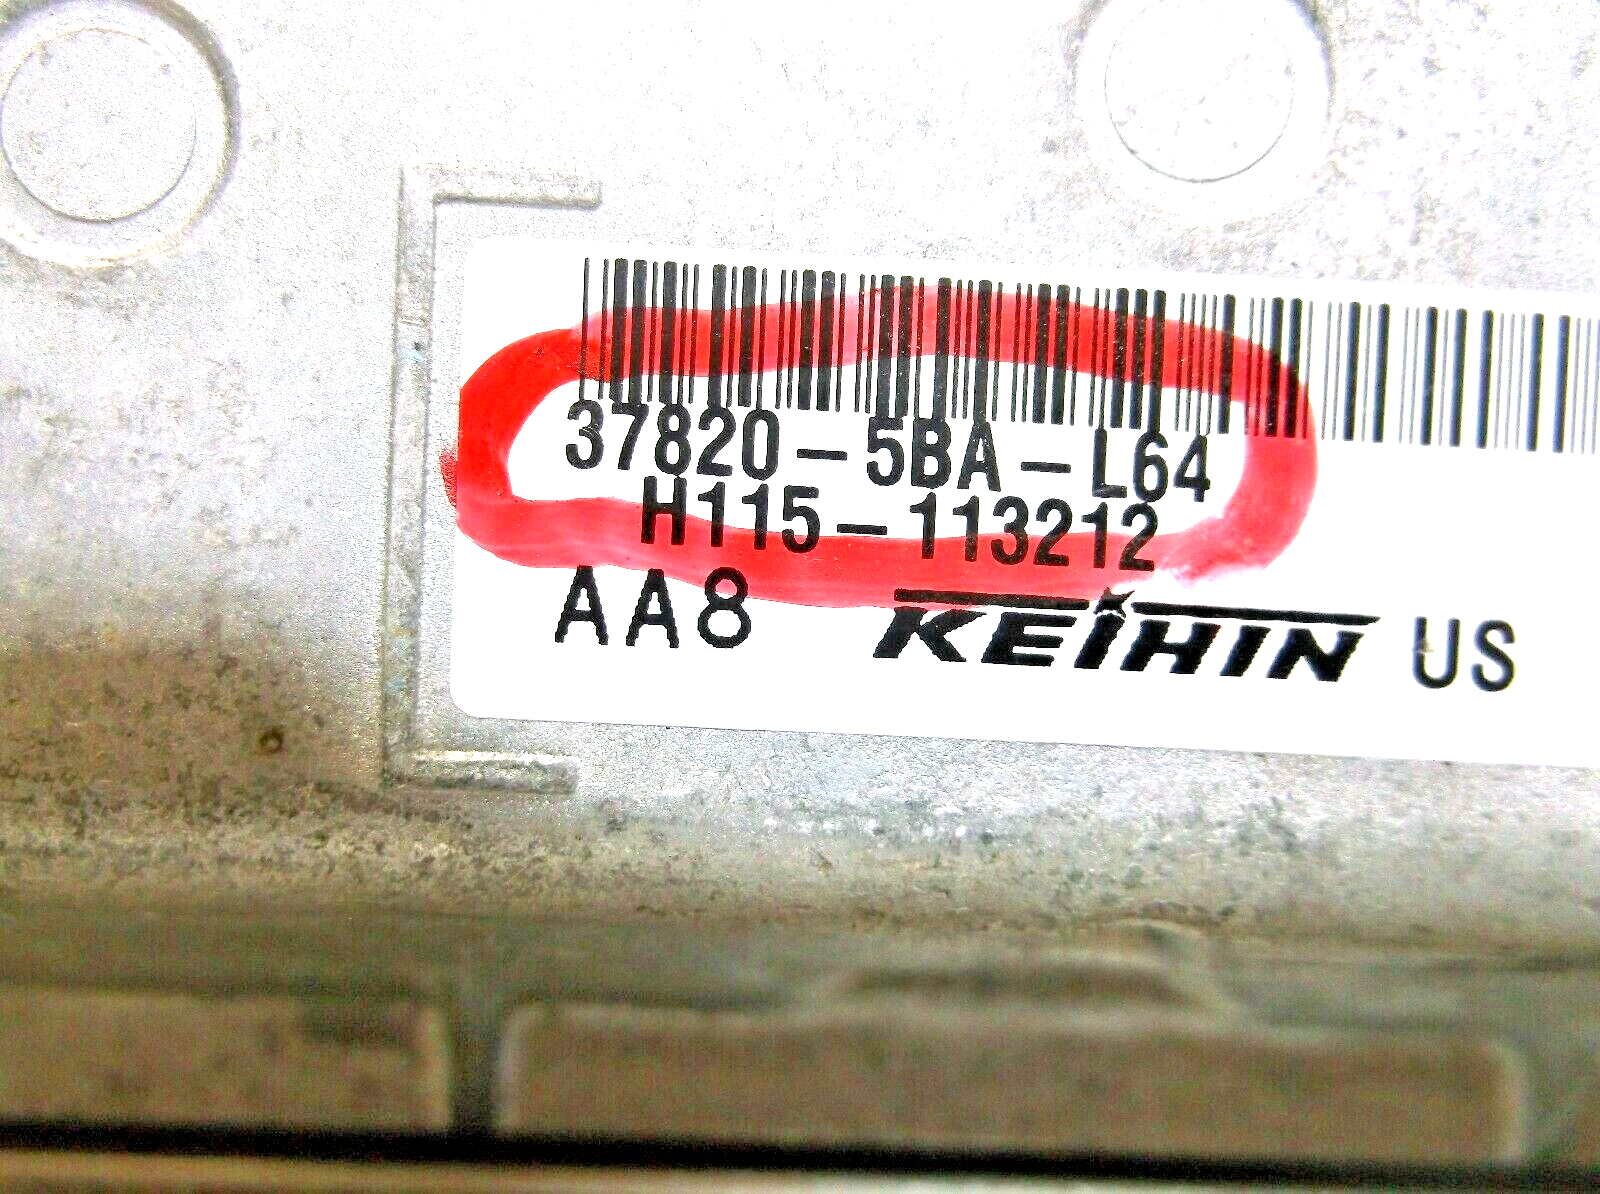 37820-5BA-L64
H115-113212
AA8 KEIHIN US